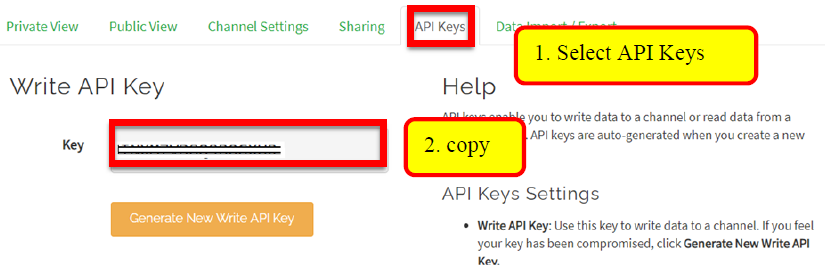 Private View Public View Channel Settings Sharing API Keys Data Import / Export
1. Select API Keys
Write API Key
Help
API keys enable you to write data to a channel or read data from a
Key
2. copy
API keys are auto-generated when you create a new
Generate New Write API Key
API Keys Settings
• Write API Key: Use this key to write data to a channel. If you feel
your key has been compromised, click Generate New Write API
Key.